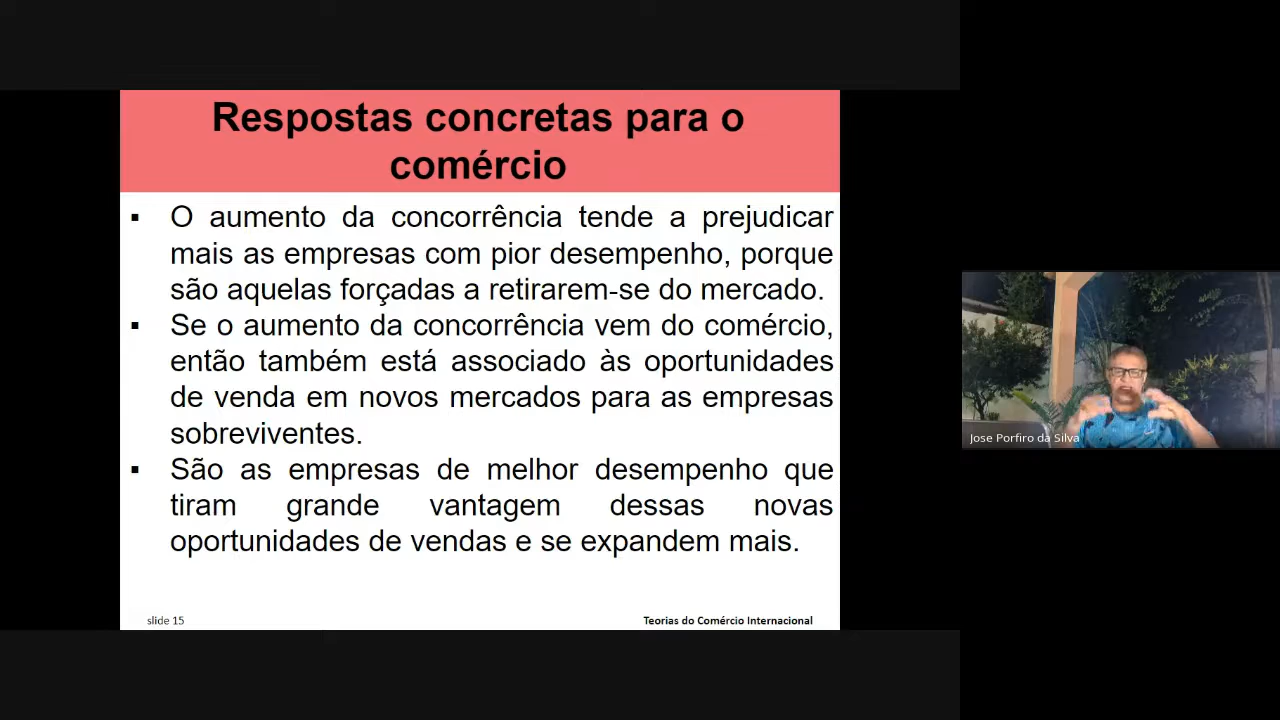 Respostas concretas para o
comércio
▪ O aumento da concorrência tende a prejudicar
mais as empresas com pior desempenho, porque
são aquelas forçadas a retirarem-se do mercado.
▪ Se o aumento da concorrência vem do comércio,
então também está associado às oportunidades
de venda em novos mercados para as empresas
sobreviventes.
▪ São as empresas de melhor desempenho que
tiram grande vantagem dessas novas
oportunidades de vendas e se expandem mais.
slide 15
Teorias do Comércio Internacional
Jose Porfiro da Silva